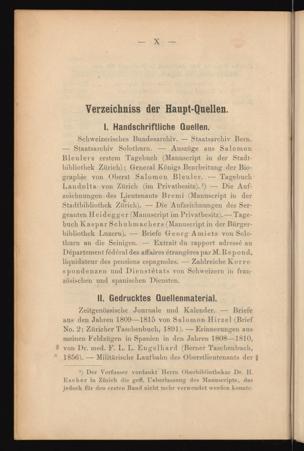 — X —
Verzeichniss der Haupt-Quellen.
I. Handschriftliche Quellen.
Schweizerisches Bundesarchiv. — Staatsarchiv Bern.
— Staatsarchiv Solothurn. — Auszüge aus Salomon
Bleulers erstem Tagebuch (Manuscript in der Stadt-
bibliothek Zürich); General Königs Bearbeitung der Bio-
graphie von Oberst Salomon Bleuler. — Tagebuch
Landolts von Zürich (im Privatbesitz).¹) — Die Auf-
zeichnungen des Lieutenants Bremi (Manuscript in der
Stadtbibliothek Zürich). — Die Aufzeichnungen des Ser-
geanten Heidegger (Manuscript im Privatbesitz). — Tage-
buch Kaspar Schuhmachers (Manuscript in der Bürger-
bibliothek Luzern). — Briefe Georg Amiets von Solo-
thurn an die Seinigen. — Extrait du rapport adressé au
Département fédéral des affaires étrangères par M. Repond,
liquidateur des pensions espagnoles. — Zahlreiche Korre-
spondenzen und Dienstétats von Schweizern in fran-
zösischen und spanischen Diensten.
II. Gedrucktes Quellenmaterial.
Zeitgenössische Journale und Kalender. — Briefe
aus den Jahren 1809—1815 von Salomon Hirzel (Brief
No. 2; Züricher Taschenbuch, 1891). — Erinnerungen aus
meinen Feldzügen in Spanien in den Jahren 1808—1810,
von Dr. med. F. L. L. Engelhard (Berner Taschenbuch,
1856). — Militärische Laufbahn des Oberstlieutenants der
¹) Der Verfasser verdankt Herrn Oberbibliothekar Dr. H.
Escher in Zürich die gefl. Ueberlassung des Manuscripts, das
jedoch für den ersten Band nicht mehr verwendet werden konnte.